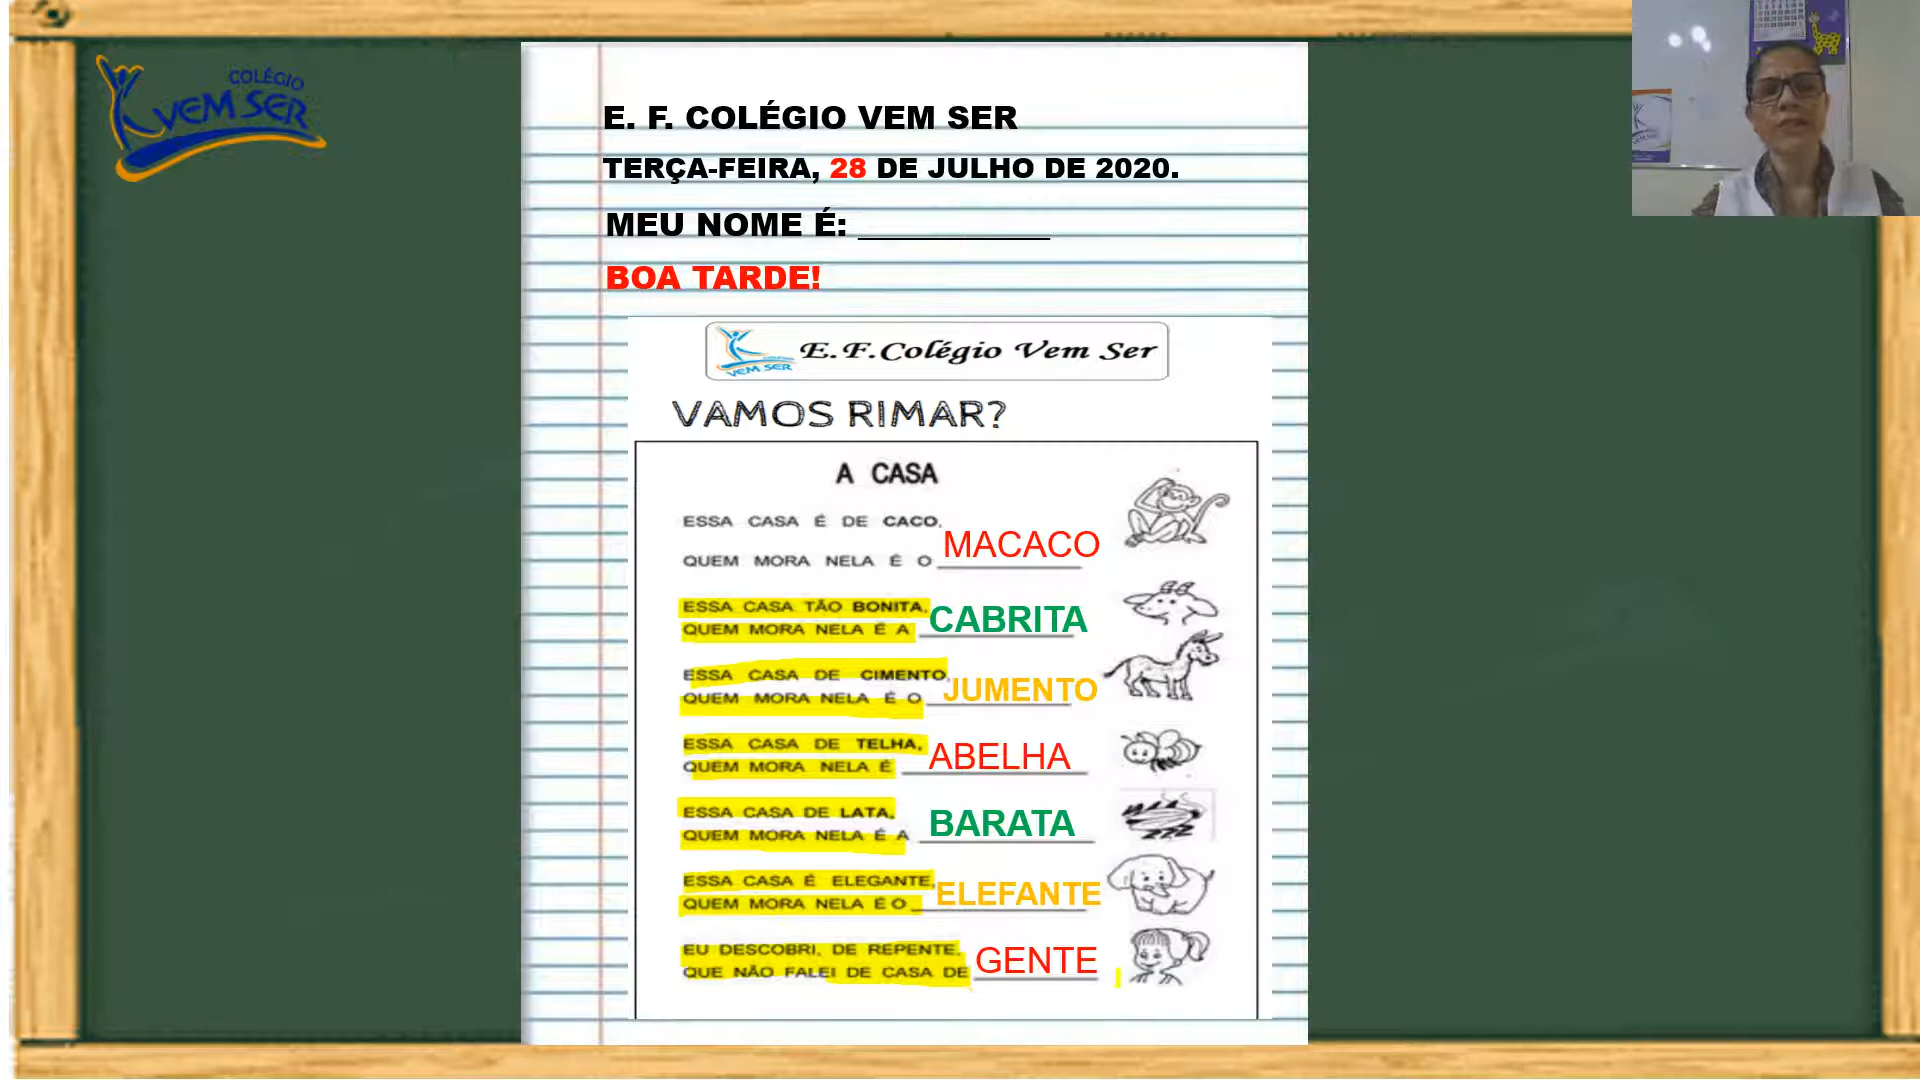 COLÉGIO
VEM SER
E. F. COLÉGIO VEM SER
TERÇA-FEIRA, 28 DE JULHO DE 2020.
MEU NOME É: ___________
BOA TARDE!
VEM SER
E.F.Colégio Vem Ser
VAMOS RIMAR?
A CASA
ESSA CASA É DE CACO,
QUEM MORA NELA É O MACACO
ESSA CASA TÃO BONITA,
QUEM MORA NELA É A CABRITA
ESSA CASA DE CIMENTO,
QUEM MORA NELA É O JUMENTO
ESSA CASA DE TELHA,
QUEM MORA NELA É ABELHA
ESSA CASA DE LATA,
QUEM MORA NELA É A BARATA
ESSA CASA É ELEGANTE,
QUEM MORA NELA É O ELEFANTE
EU DESCOBRI, DE REPENTE,
QUE NÃO FALEI DE CASA DE GENTE